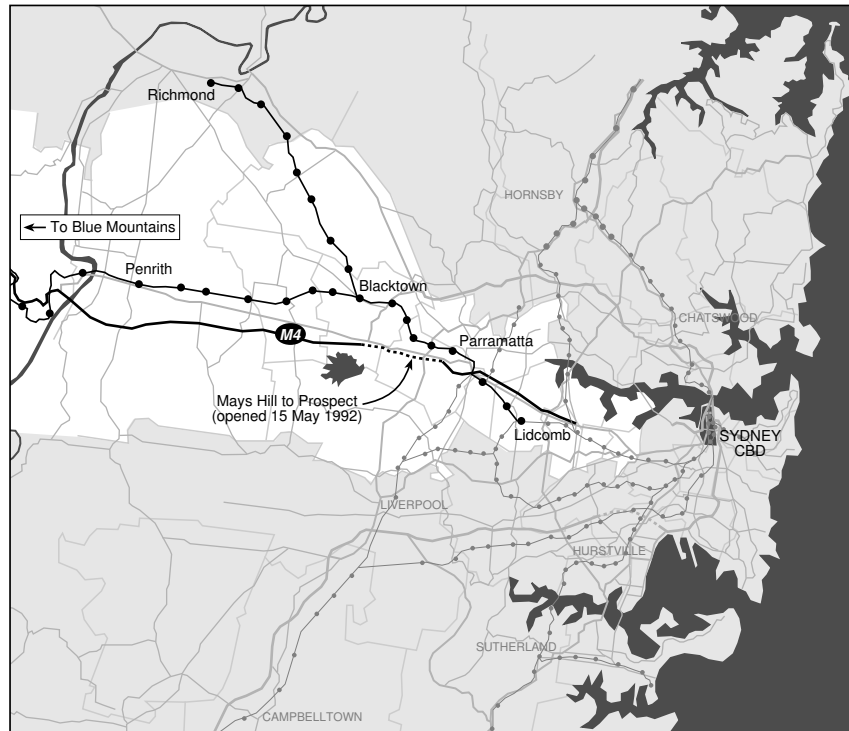 Richmond
HORNSBY
To Blue Mountains
Penrith
Blacktown
CHATSWOOD
M4
Parramatta
Mays Hill to Prospect
(opened 15 May 1992)
Lidcomb
SYDNEY
CBD
LIVERPOOL
HURSTVILLE
SUTHERLAND
CAMPBELLTOWN